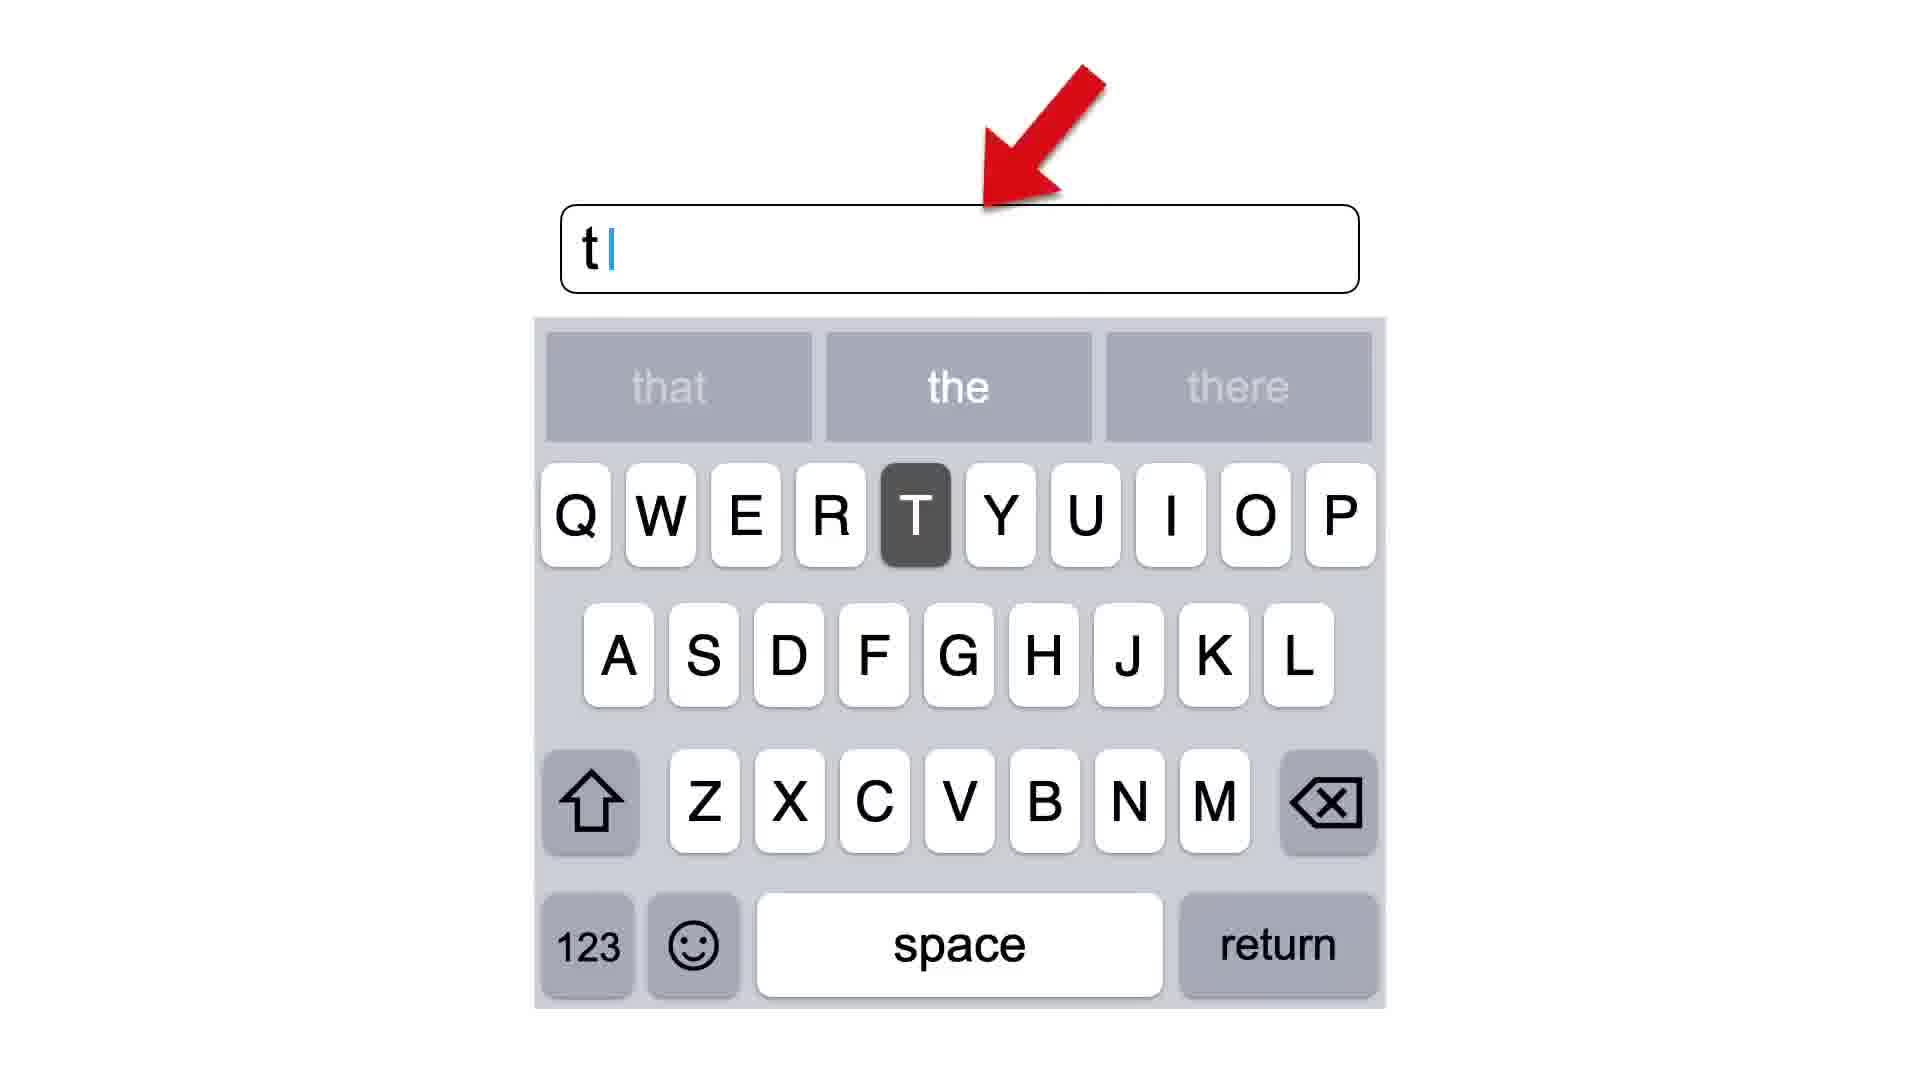 t
that the there
Q W E R T Y U I O P
A S D F G H J K L
Z X C V B N M
123 space return